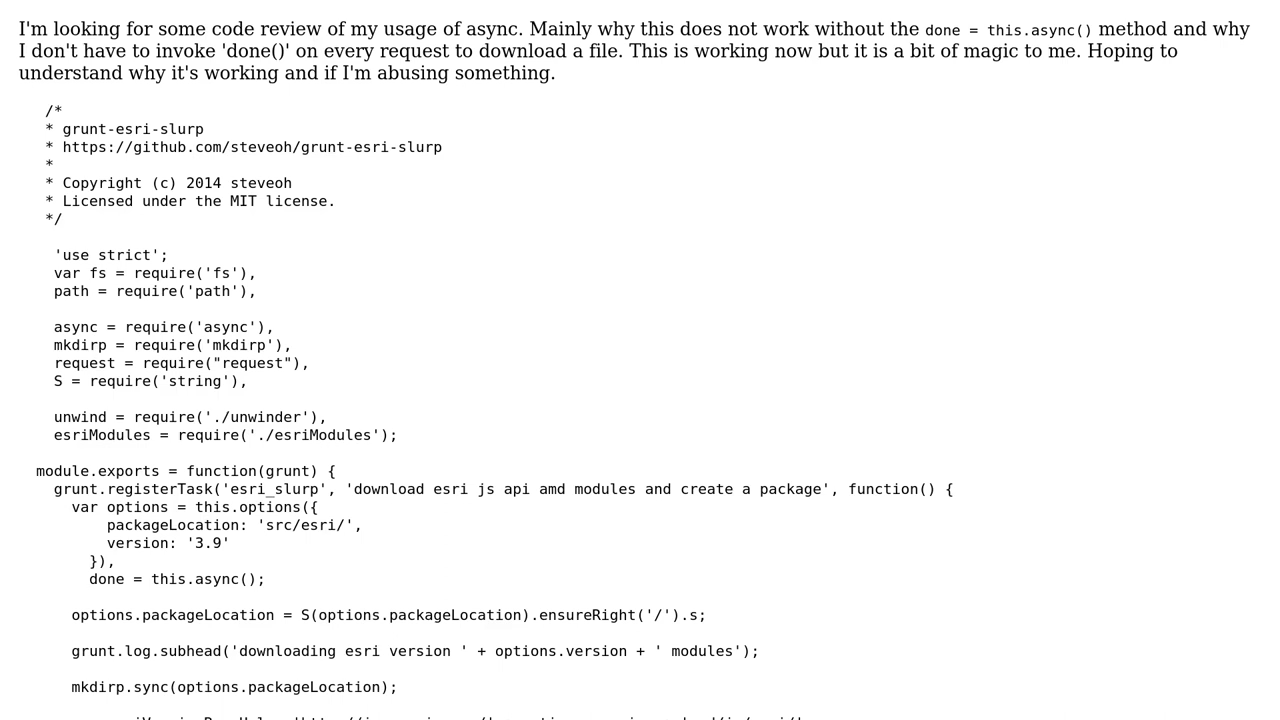 I'm looking for some code review of my usage of async. Mainly why this does not work without the done = this.async() method and why
I don't have to invoke 'done()' on every request to download a file. This is working now but it is a bit of magic to me. Hoping to
understand why it's working and if I'm abusing something.
/*
* grunt-esri-slurp
* https://github.com/steveoh/grunt-esri-slurp
*
* Copyright (c) 2014 steveoh
* Licensed under the MIT license.
*/
'use strict';
var fs = require('fs'),
path = require('path'),
async = require('async'),
mkdirp = require('mkdirp'),
request = require("request"),
S = require('string'),
unwind = require('./unwinder'),
esriModules = require('./esriModules');
module.exports = function(grunt) {
grunt.registerTask('esri_slurp', 'download esri js api amd modules and create a package', function() {
var options = this.options({
packageLocation: 'src/esri/',
version: '3.9'
}),
done = this.async();
options.packageLocation = S(options.packageLocation).ensureRight('/').s;
grunt.log.subhead('downloading esri version ' + options.version + ' modules');
mkdirp.sync(options.packageLocation);